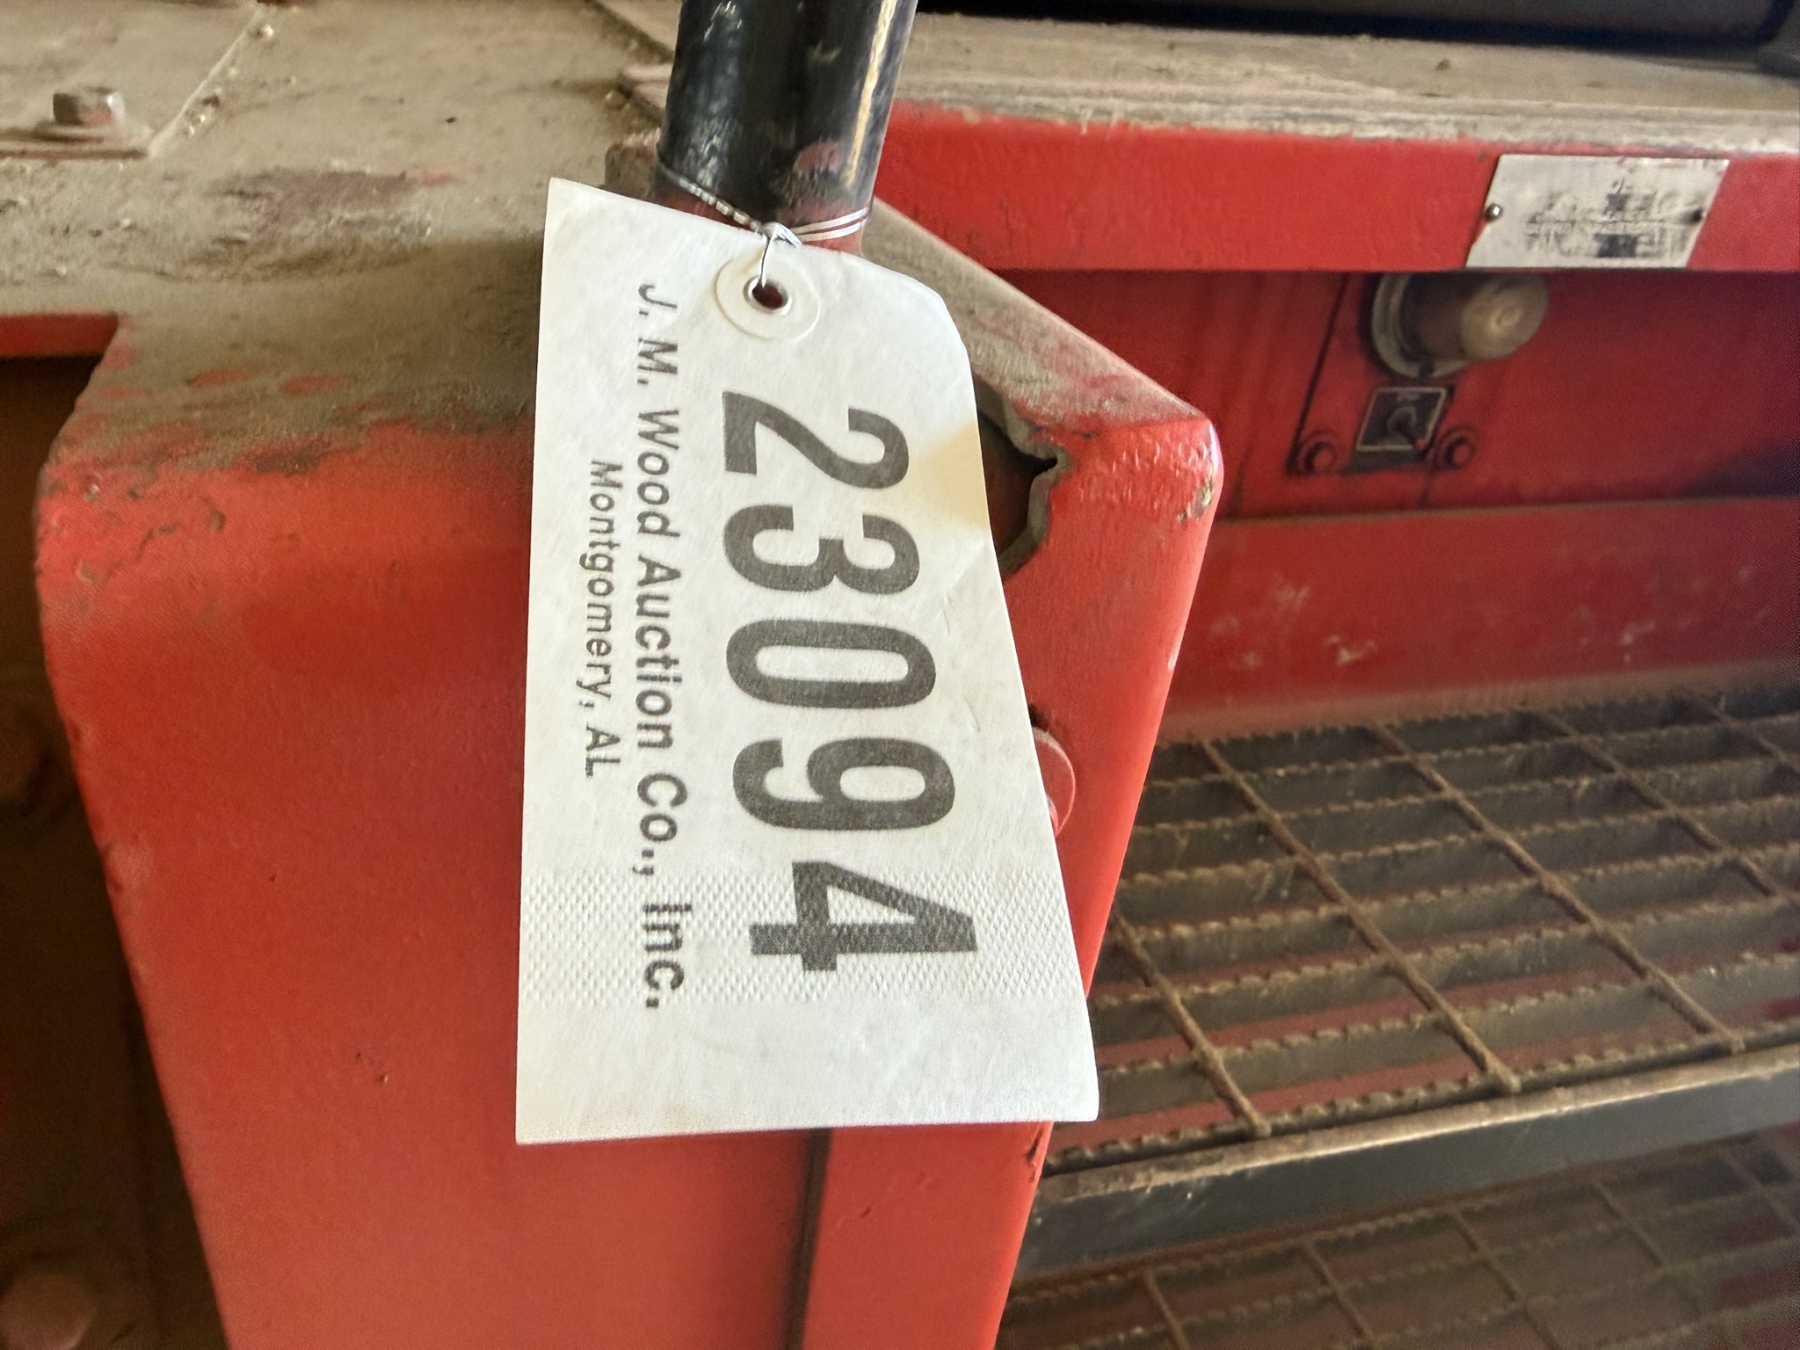 23094
J. M. Wood Auction Co., Inc.
Montgomery, AL